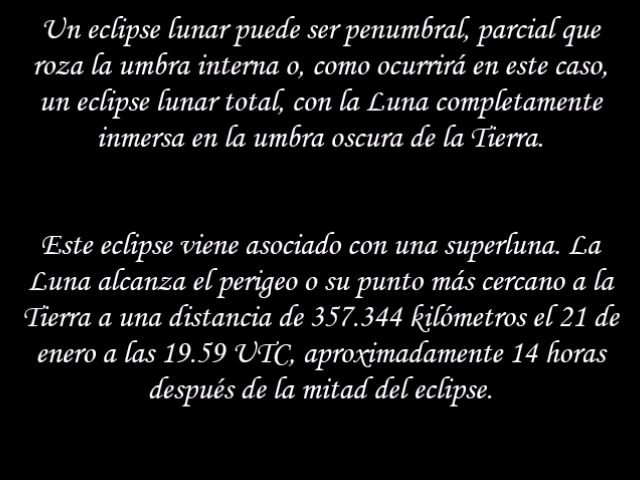 Un eclipse lunar puede ser penumbral, parcial que
roza la umbra interna o, como ocurrirá en este caso,
un eclipse lunar total, con la Luna completamente
inmersa en la umbra oscura de la Tierra.
Este eclipse viene asociado con una superluna. La
Luna alcanza el perigeo o su punto más cercano a la
Tierra a una distancia de 357.344 kilómetros el 21 de
enero a las 19.59 UTC, aproximadamente 14 horas
después de la mitad del eclipse.